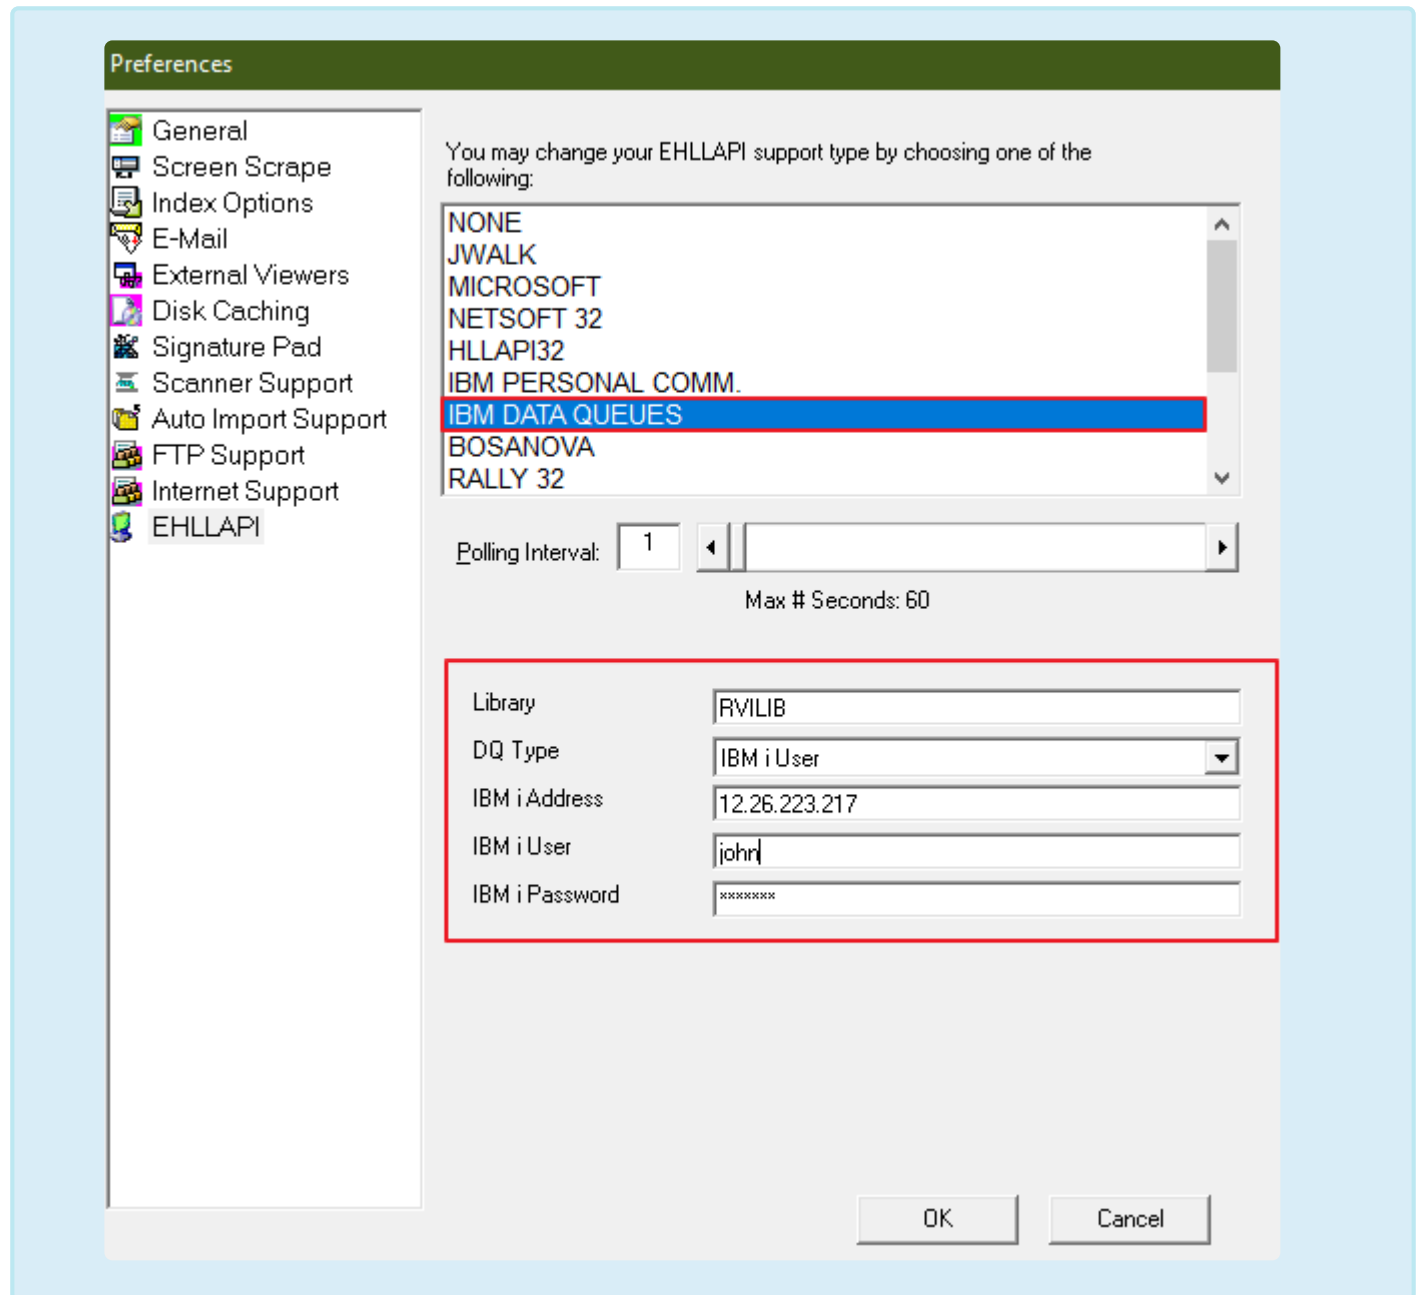 Preferences
General
Screen Scrape
Index Options
E-Mail
External Viewers
Disk Caching
Signature Pad
Scanner Support
Auto Import Support
FTP Support
Internet Support
EHLLAPI
You may change your EHLLAPI support type by choosing one of the
following:
NONE
JWALK
MICROSOFT
NETSOFT 32
HLLAPI32
IBM PERSONAL COMM.
IBM DATA QUEUES
BOSANOVA
RALLY 32
Polling Interval: 1
Max # Seconds: 60
Library RVILIB
DQ Type IBM i User
IBM i Address 12.26.223.217
IBM i User john
IBM i Password *******
OK Cancel